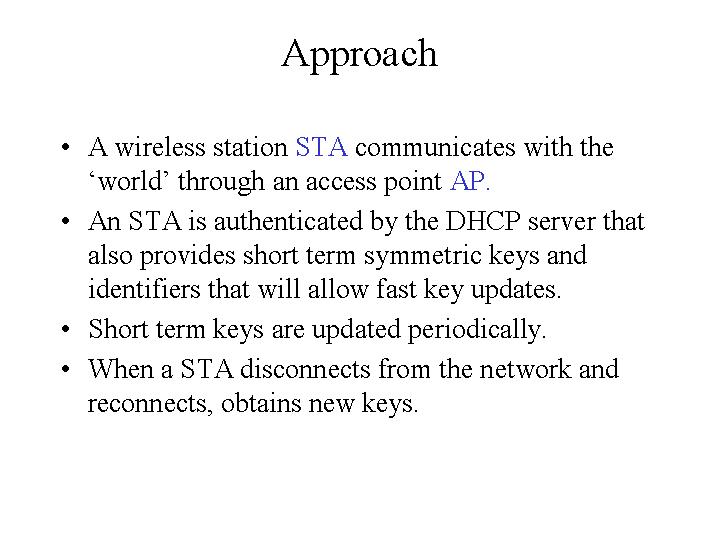 Approach
• A wireless station STA communicates with the
‘world’ through an access point AP.
• An STA is authenticated by the DHCP server that
also provides short term symmetric keys and
identifiers that will allow fast key updates.
• Short term keys are updated periodically.
• When a STA disconnects from the network and
reconnects, obtains new keys.